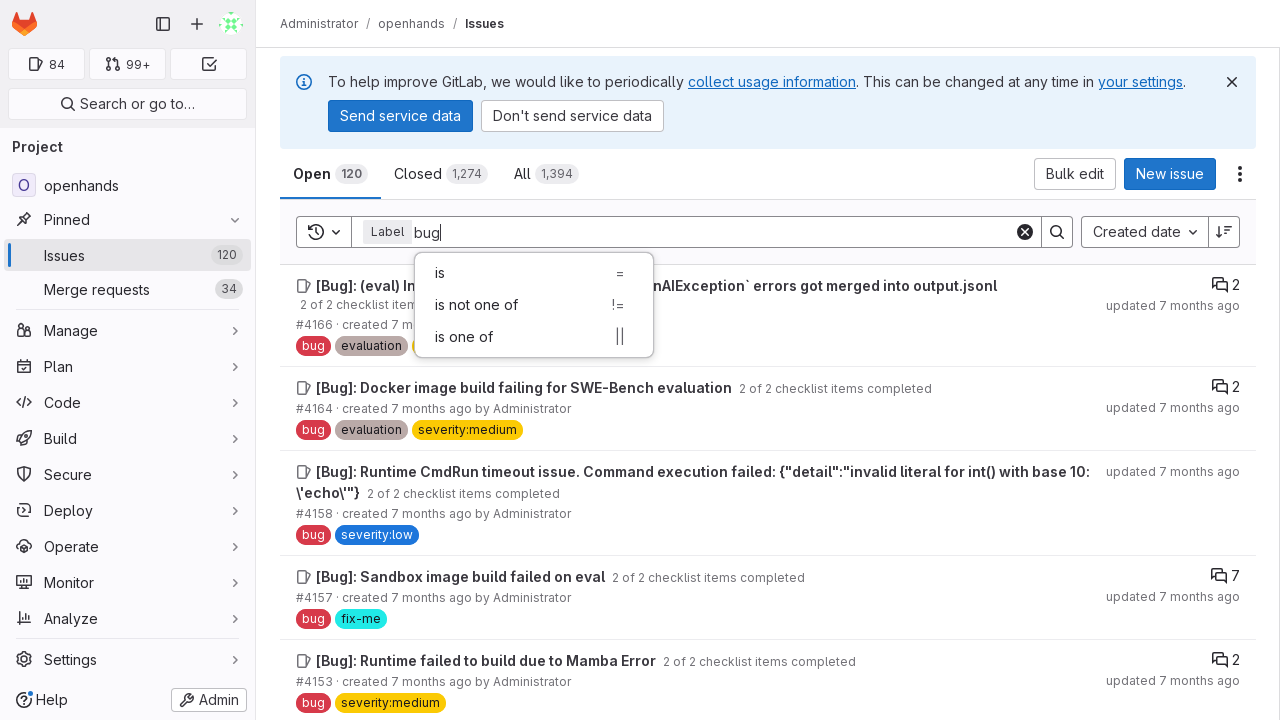 Administrator / openhands / Issues
84
99+
Search or go to…
Project
O openhands
Pinned
Issues 120
Merge requests 34
Manage
Plan
Code
Build
Secure
Deploy
Operate
Monitor
Analyze
Settings
Help
Admin
To help improve GitLab, we would like to periodically collect usage information. This can be changed at any time in your settings.
Send service data
Don't send service data
Open 120
Closed 1,274
All 1,394
Bulk edit
New issue
Label bug
Created date
is =
is not one of !=
is one of ||
[Bug]: (eval) In nAIException` errors got merged into output.jsonl
2
2 of 2 checklist item
updated 7 months ago
#4166 · created 7 m
bug evaluation
[Bug]: Docker image build failing for SWE-Bench evaluation 2 of 2 checklist items completed
2
#4164 · created 7 months ago by Administrator
updated 7 months ago
bug evaluation severity:medium
[Bug]: Runtime CmdRun timeout issue. Command execution failed: {"detail":"invalid literal for int() with base 10:
\'echo\'"} 2 of 2 checklist items completed
updated 7 months ago
#4158 · created 7 months ago by Administrator
bug severity:low
[Bug]: Sandbox image build failed on eval 2 of 2 checklist items completed
7
#4157 · created 7 months ago by Administrator
updated 7 months ago
bug fix-me
[Bug]: Runtime failed to build due to Mamba Error 2 of 2 checklist items completed
2
#4153 · created 7 months ago by Administrator
updated 7 months ago
bug severity:medium